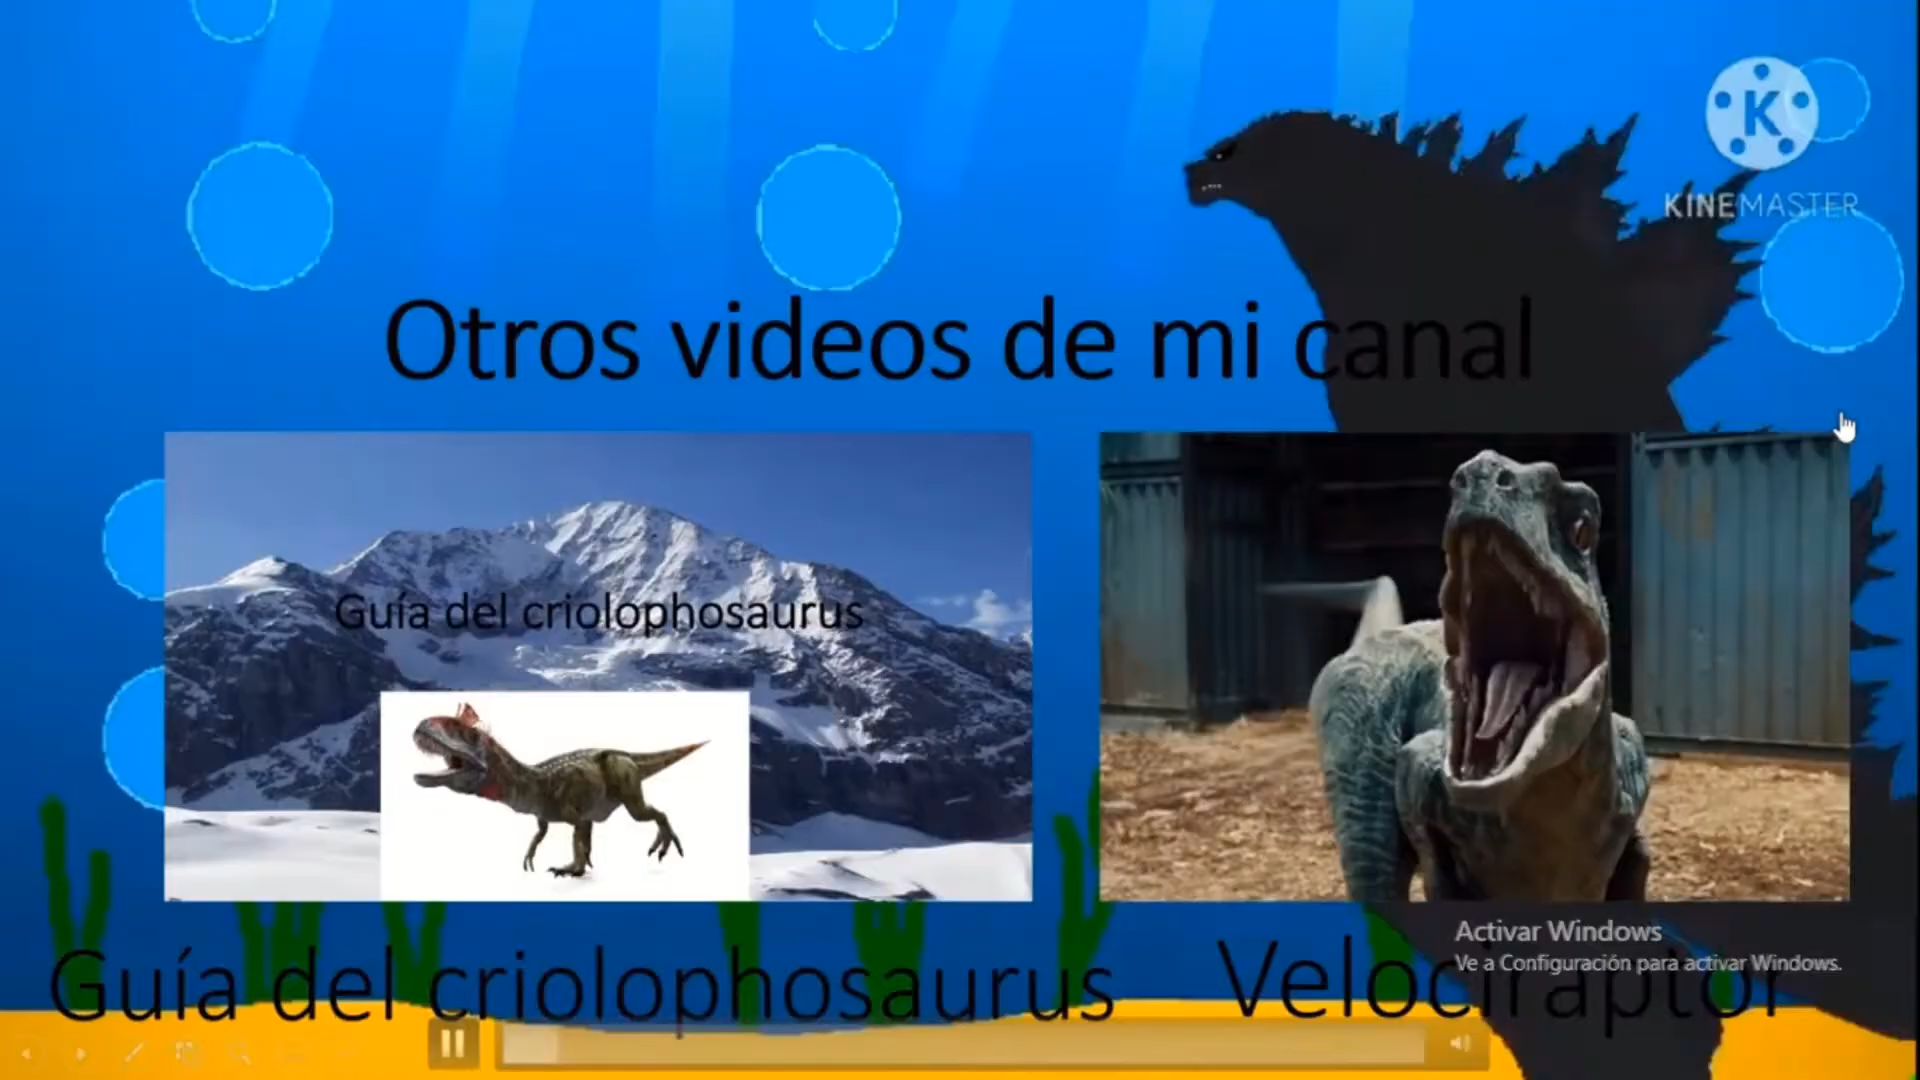 K
KINEMASTER
Otros videos de mi canal
Guía del criolophosaurus
Guía del criolophosaurus
Velociraptor
Activar Windows
Ve a Configuración para activar Windows.